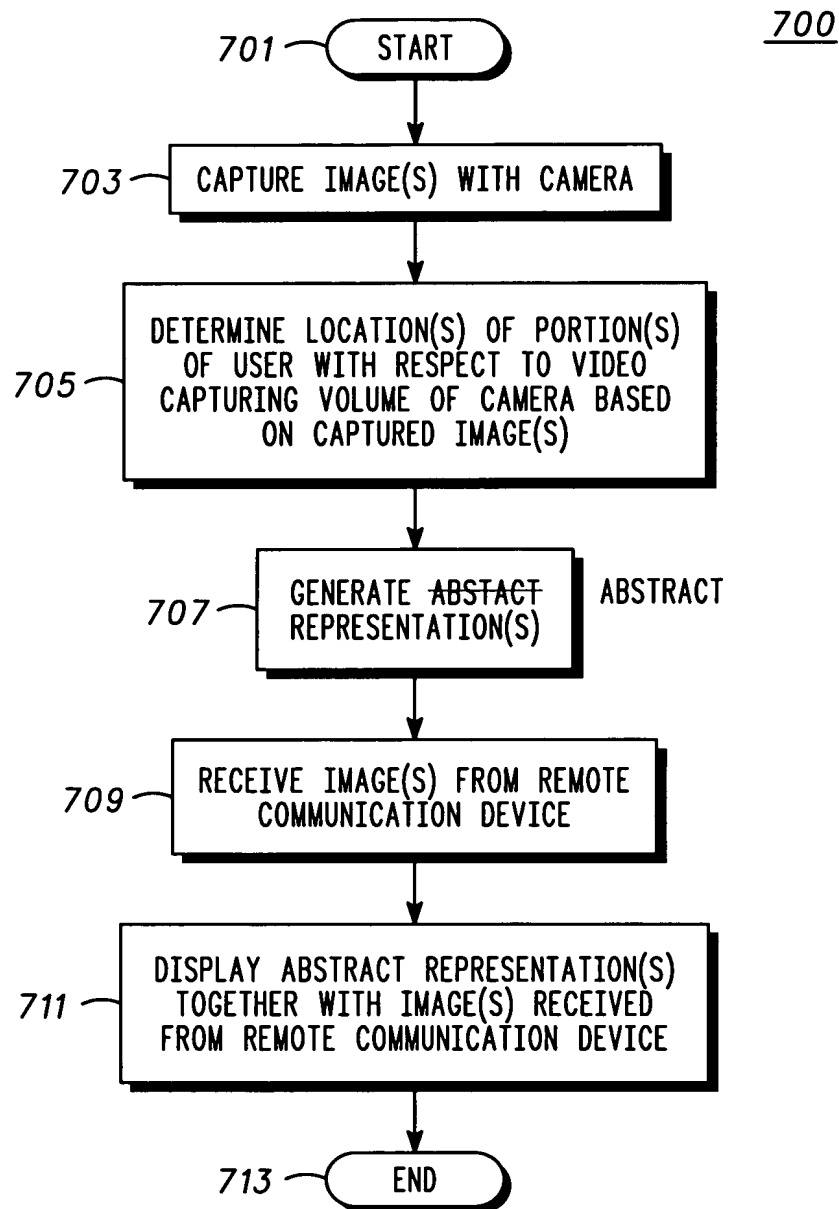 700
701 START
703 CAPTURE IMAGE(S) WITH CAMERA
DETERMINE LOCATION(S) OF PORTION(S)
OF USER WITH RESPECT TO VIDEO
705 CAPTURING VOLUME OF CAMERA BASED
ON CAPTURED IMAGE(S)
707 GENERATE ABSTACT ABSTRACT
REPRESENTATION(S)
709 RECEIVE IMAGE(S) FROM REMOTE
COMMUNICATION DEVICE
DISPLAY ABSTRACT REPRESENTATION(S)
711 TOGETHER WITH IMAGE(S) RECEIVED
FROM REMOTE COMMUNICATION DEVICE
713 END